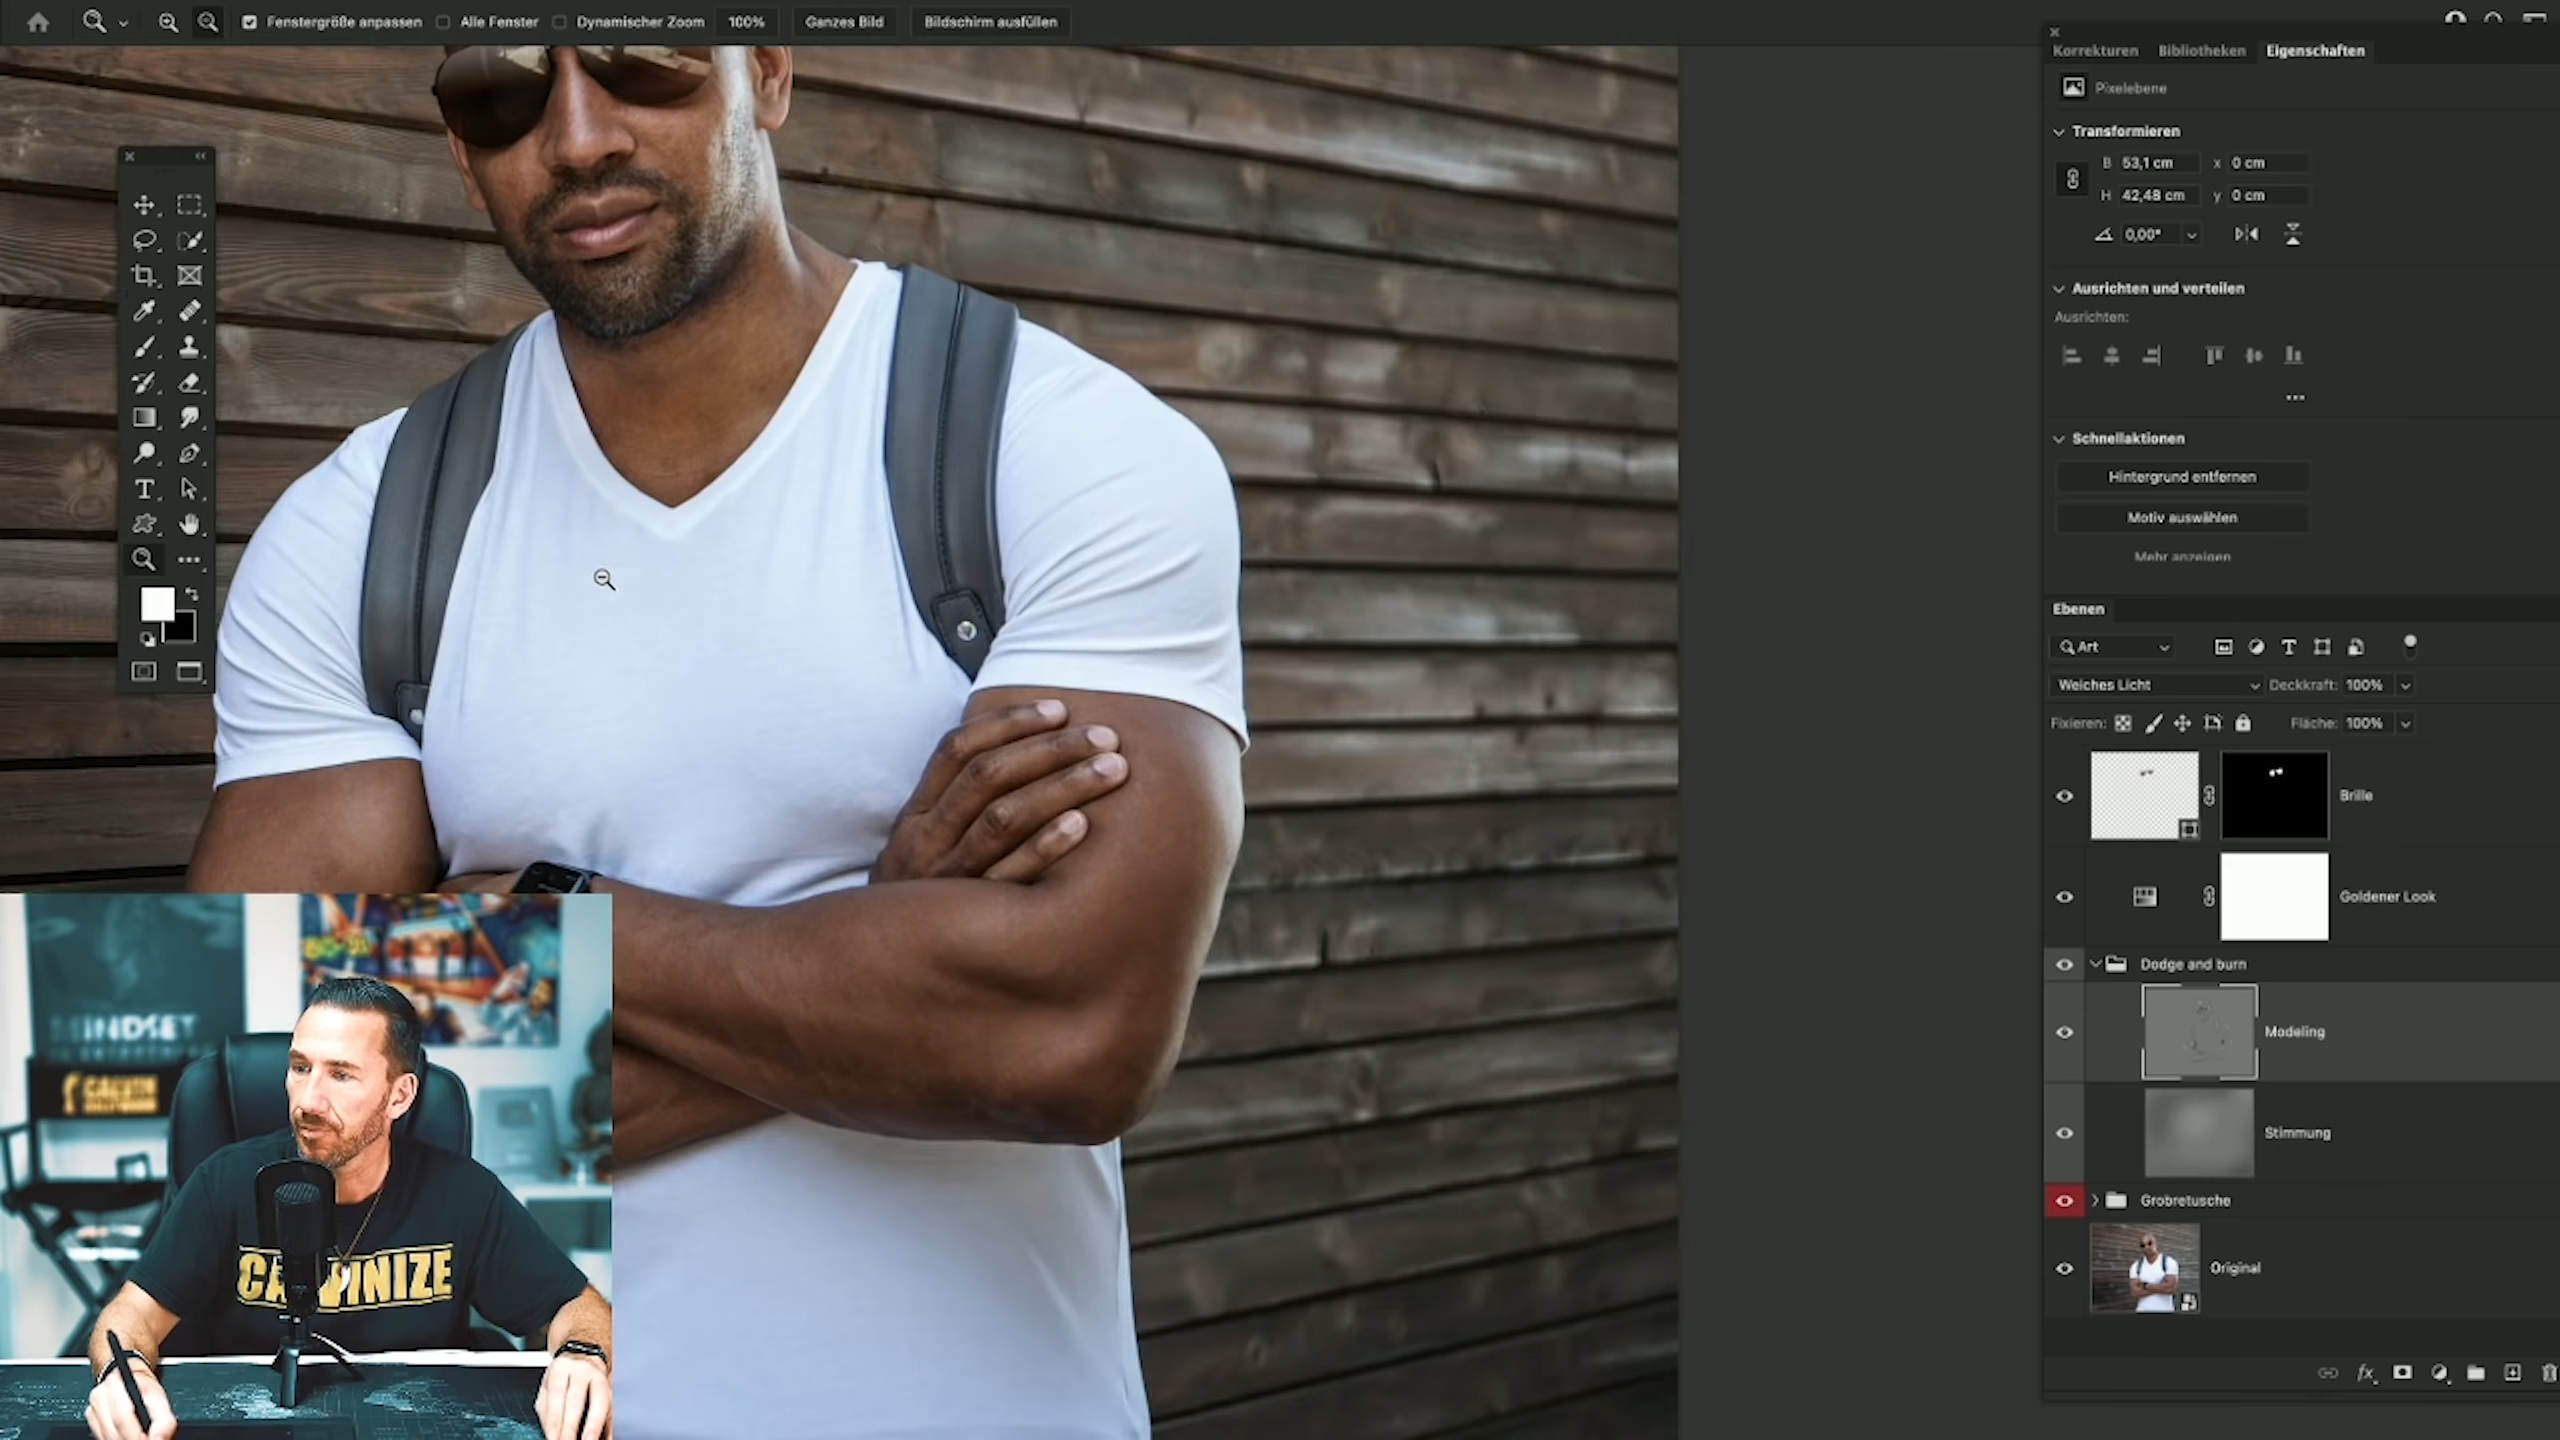 Fenstergröße anpassen Alle Fenster Dynamischer Zoom 100% Ganzes Bild Bildschirm ausfüllen
Korrekturen Bibliotheken Eigenschaften
Pixelebene
Transformieren
B 53,1 cm x 0 cm
H 42,48 cm y 0 cm
0,00°
Ausrichten und verteilen
Ausrichten:
Schnellaktionen
Hintergrund entfernen
Motiv auswählen
Mehr anzeigen
Ebenen
Art
Weiches Licht Deckkraft: 100%
Fixieren: Fläche: 100%
Brille
Goldener Look
Dodge and burn
Modeling
Stimmung
Grobretusche
Original
MINDSET
CALVIN
CALVINIZE